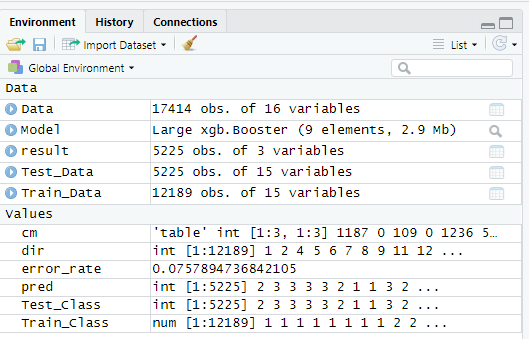 Environment History Connections
Import Dataset List
Global Environment
Data
Data 17414 obs. of 16 variables
Model Large xgb.Booster (9 elements, 2.9 Mb)
result 5225 obs. of 3 variables
Test_Data 5225 obs. of 15 variables
Train_Data 12189 obs. of 15 variables
Values
cm 'table' int [1:3, 1:3] 1187 0 109 0 1236 5…
dir int [1:12189] 1 2 4 5 6 7 8 9 11 12 ...
error_rate 0.0757894736842105
pred int [1:5225] 2 3 3 3 3 2 1 1 3 2 ...
Test_Class int [1:5225] 2 3 3 3 3 2 1 1 3 2 ...
Train_Class num [1:12189] 1 1 1 1 1 1 1 1 2 2 ...